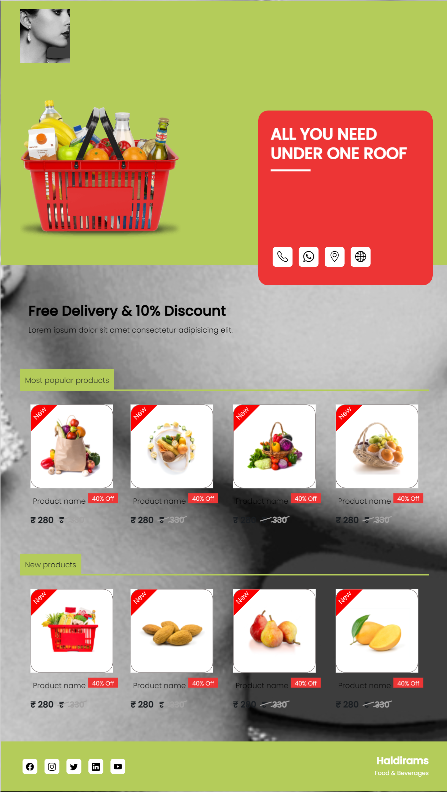 ALL YOU NEED
UNDER ONE ROOF
Free Delivery & 10% Discount
Lorem ipsum dolor sit amet consectetur adipisicing elit.
Most popular products
New
New
New
New
Product name 40% Off
Product name 40% Off
Product name 40% Off
Product name 40% Off
₹ 280 ₹
₹ 280 ₹ 330
₹ 280 330
₹ 280 ₹ 330
New products
New
New
New
New
Product name 40% Off
Product name 40% Off
Product name 40% Off
Product name 40% Off
₹ 280 ₹
₹ 280 ₹ 330
₹ 280 ₹ 330
₹ 280 ₹ 330
Haldirams
Food & Beverages